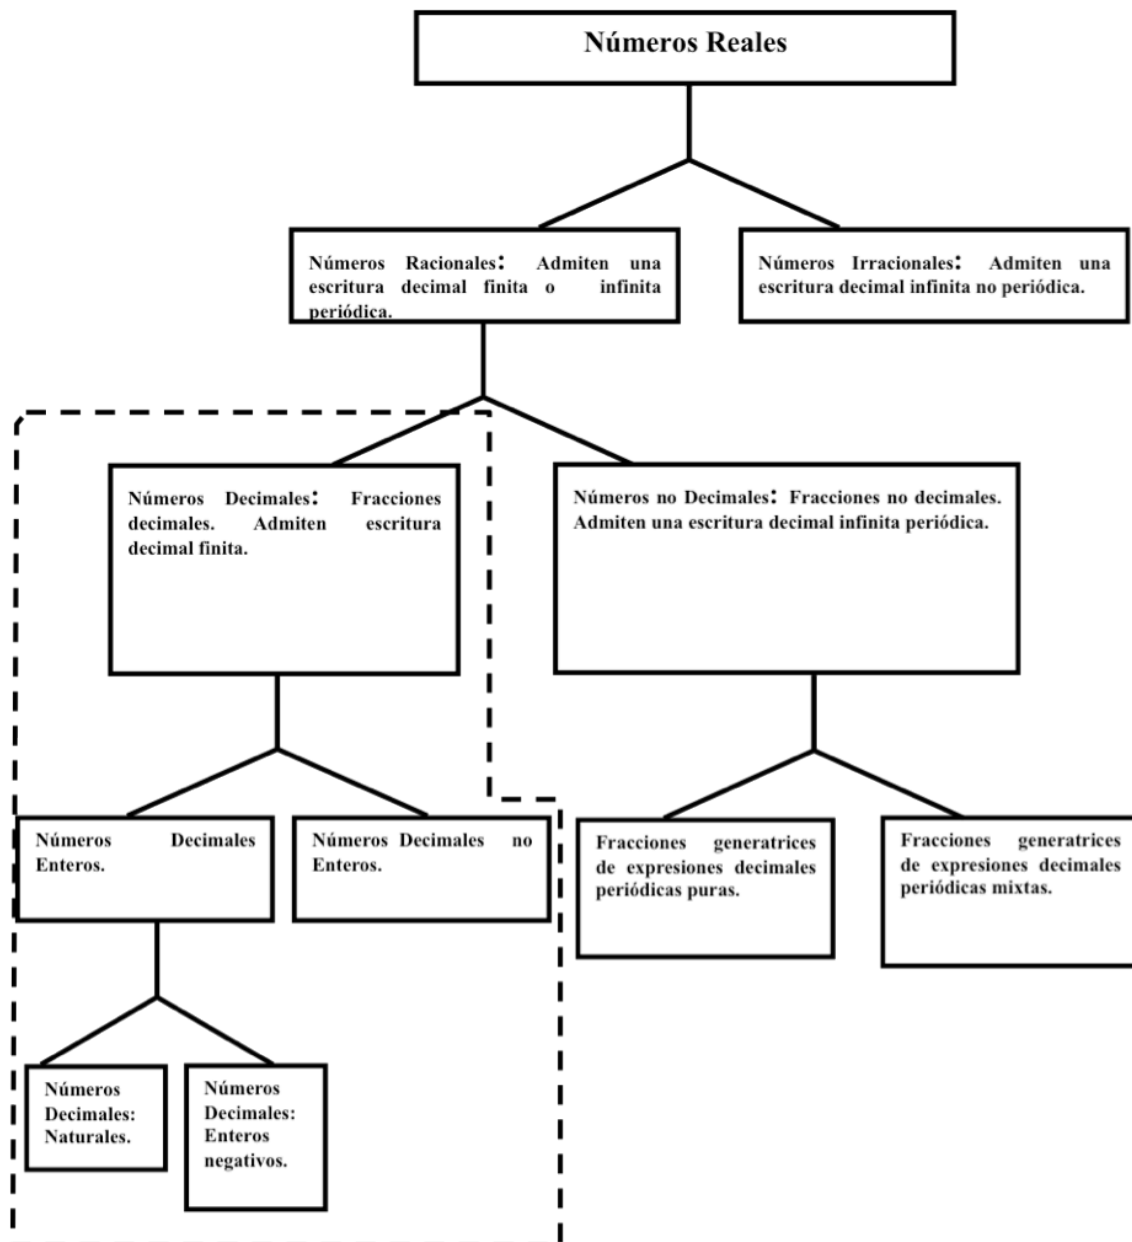 Números Reales
Números Racionales: Admiten una
escritura decimal finita o infinita
periódica.
Números Irracionales: Admiten una
escritura decimal infinita no periódica.
Números Decimales: Fracciones
decimales. Admiten escritura
decimal finita.
Números no Decimales: Fracciones no decimales.
Admiten una escritura decimal infinita periódica.
Números Decimales
Enteros.
Números Decimales no
Enteros.
Fracciones generatrices
de expresiones decimales
periódicas puras.
Fracciones generatrices
de expresiones decimales
periódicas mixtas.
Números
Decimales:
Naturales.
Números
Decimales:
Enteros
negativos.